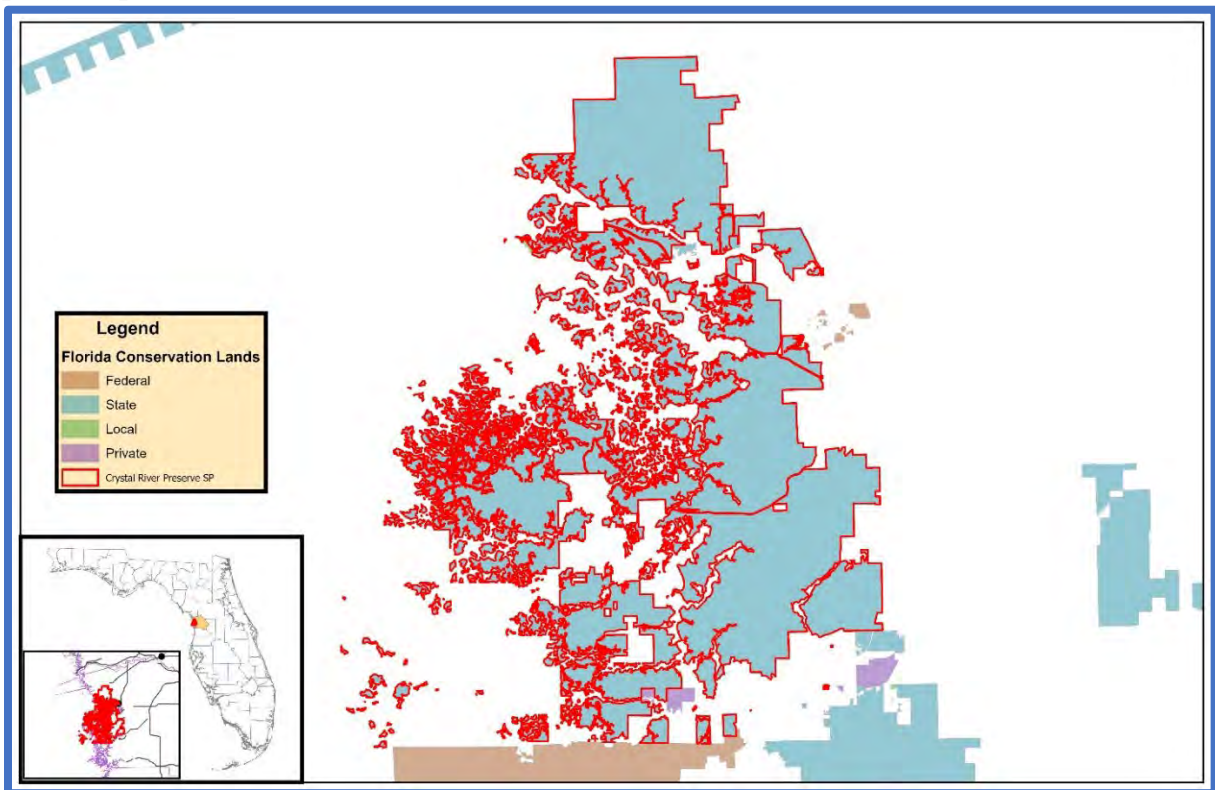 Legend
Florida Conservation Lands
Federal
State
Local
Private
Crystal River Preserve SP